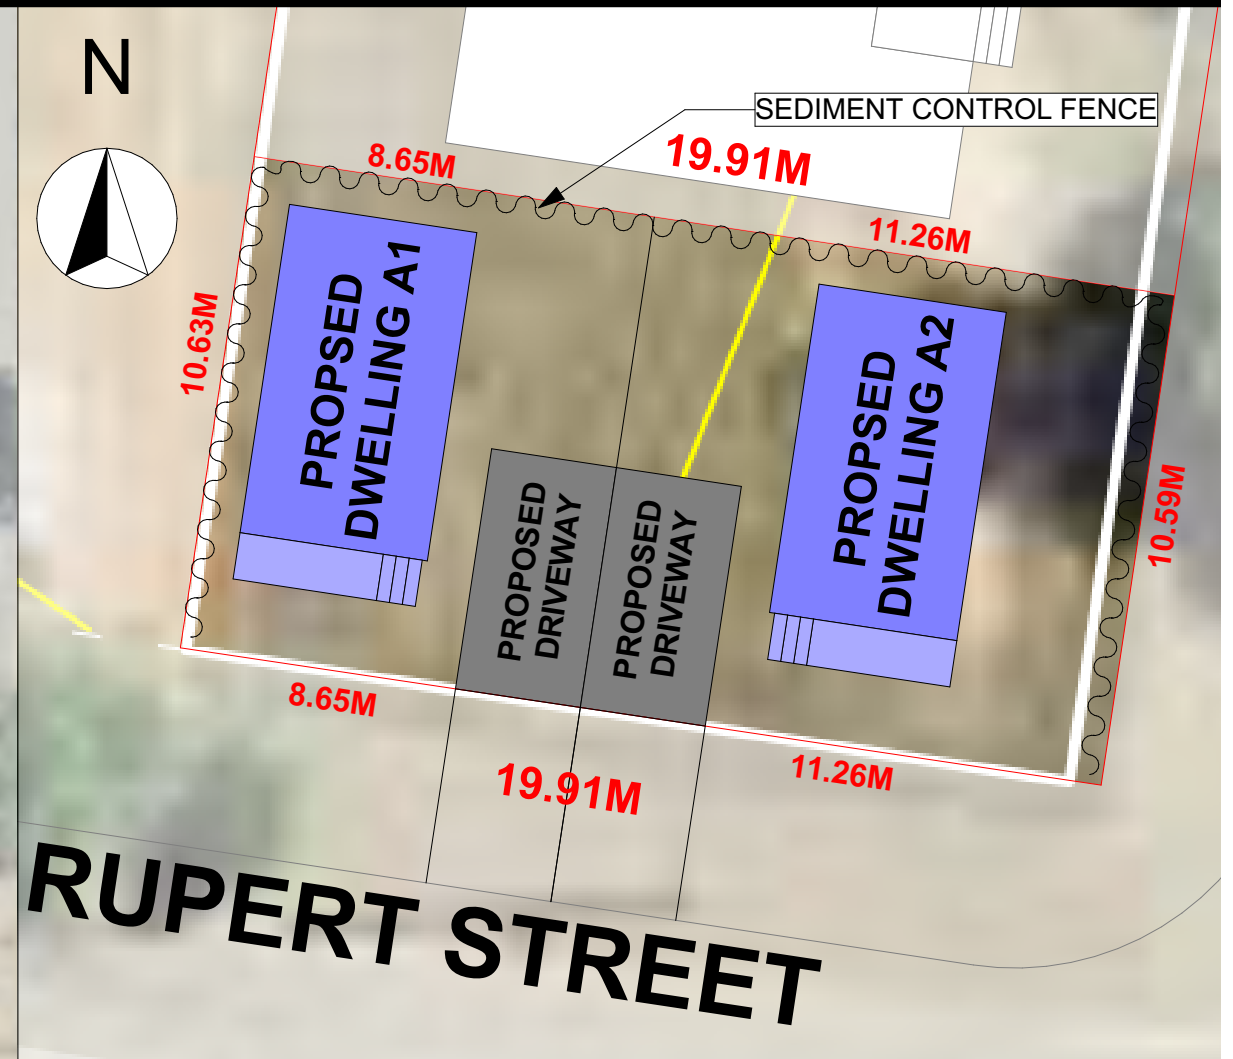 N
SEDIMENT CONTROL FENCE
8.65M
19.91M
11.26M
PROPSED
DWELLING A1
PROPSED
DWELLING A2
10.63M
10.59M
PROPOSED
DRIVEWAY
PROPOSED
DRIVEWAY
8.65M
19.91M
11.26M
RUPERT STREET